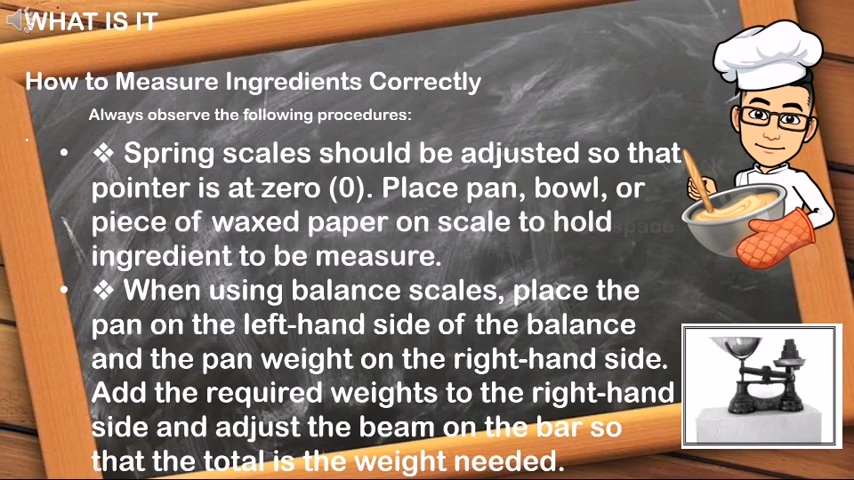 WHAT IS IT
How to Measure Ingredients Correctly
Always observe the following procedures:
• ❖ Spring scales should be adjusted so that
pointer is at zero (0). Place pan, bowl, or
piece of waxed paper on scale to hold
space
ingredient to be measure.
• ❖ When using balance scales, place the
pan on the left-hand side of the balance
and the pan weight on the right-hand side.
Add the required weights to the right-hand
side and adjust the beam on the bar so
that the total is the weight needed.